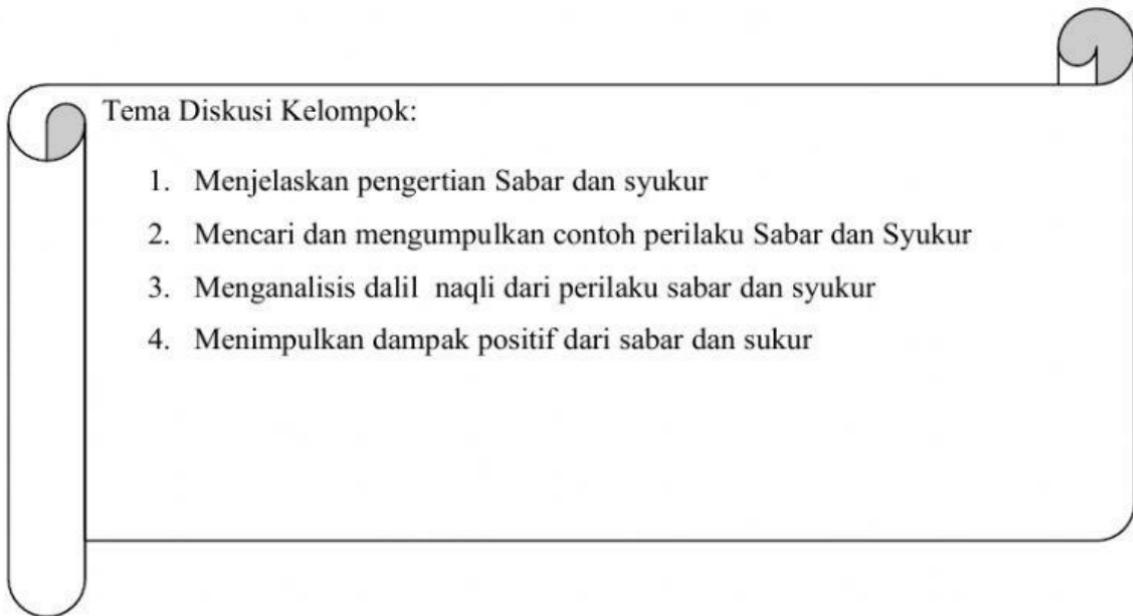 Tema Diskusi Kelompok:
1. Menjelaskan pengertian Sabar dan syukur
2. Mencari dan mengumpulkan contoh perilaku Sabar dan Syukur
3. Menganalisis dalil naqli dari perilaku sabar dan syukur
4. Menimpulkan dampak positif dari sabar dan sukur